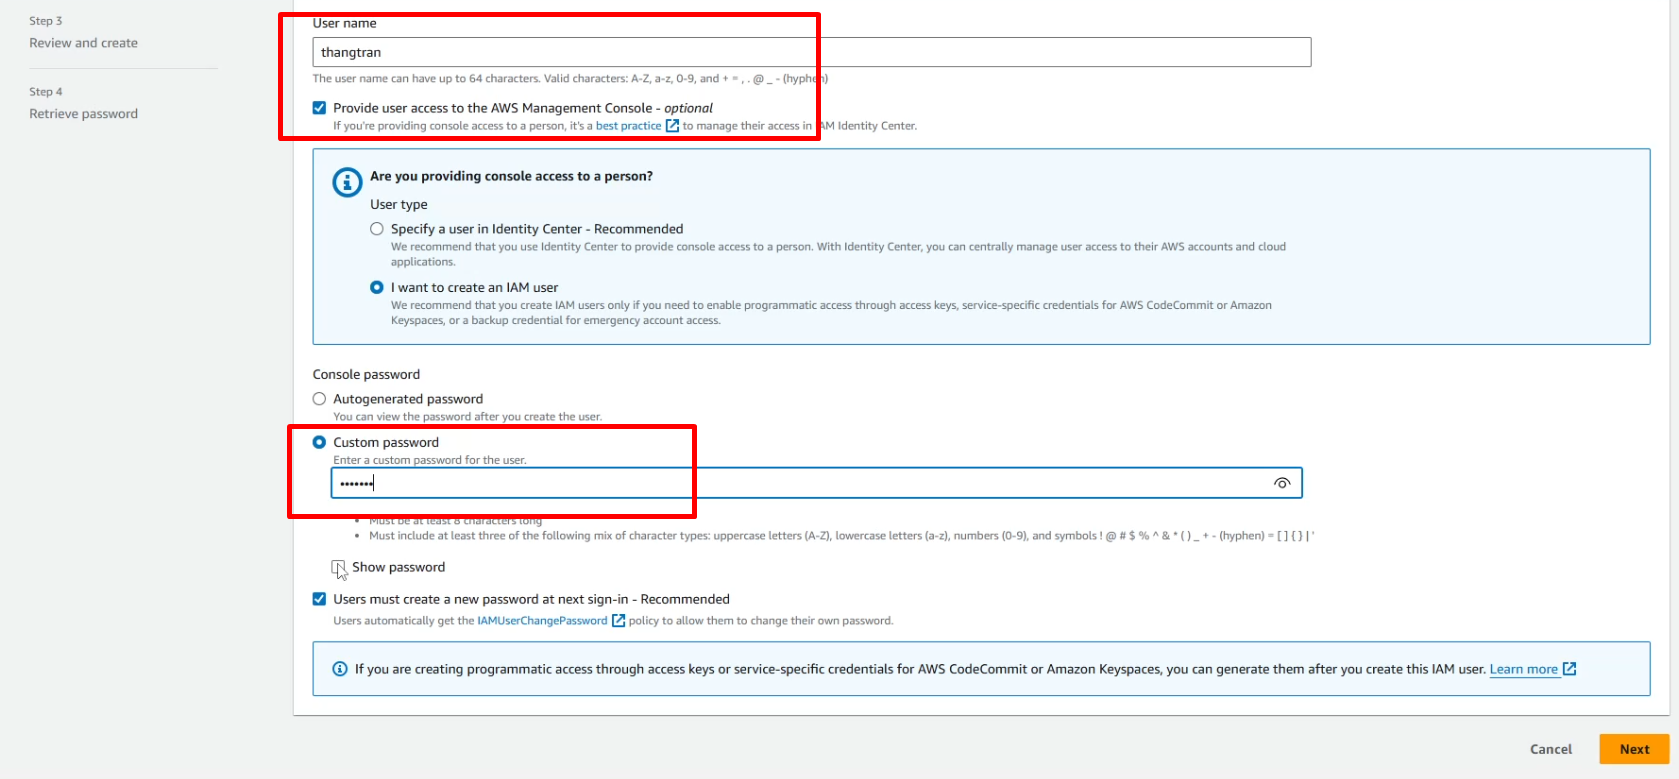 Step 3
Review and create
Step 4
Retrieve password
User name
thangtran
The user name can have up to 64 characters. Valid characters: A-Z, a-z, 0-9, and + = , . @ _ - (hyphen)
Provide user access to the AWS Management Console - optional
If you're providing console access to a person, it's a best practice to manage their access in IAM Identity Center.
Are you providing console access to a person?
User type
Specify a user in Identity Center - Recommended
We recommend that you use Identity Center to provide console access to a person. With Identity Center, you can centrally manage user access to their AWS accounts and cloud
applications.
I want to create an IAM user
We recommend that you create IAM users only if you need to enable programmatic access through access keys, service-specific credentials for AWS CodeCommit or Amazon
Keyspaces, or a backup credential for emergency account access.
Console password
Autogenerated password
You can view the password after you create the user.
Custom password
Enter a custom password for the user.
•••••••
• Must be at least 8 characters long
• Must include at least three of the following mix of character types: uppercase letters (A-Z), lowercase letters (a-z), numbers (0-9), and symbols ! @ # $ % ^ & * ( ) _ + - (hyphen) = [ ] { } | '
Show password
Users must create a new password at next sign-in - Recommended
Users automatically get the IAMUserChangePassword policy to allow them to change their own password.
If you are creating programmatic access through access keys or service-specific credentials for AWS CodeCommit or Amazon Keyspaces, you can generate them after you create this IAM user. Learn more
Cancel
Next